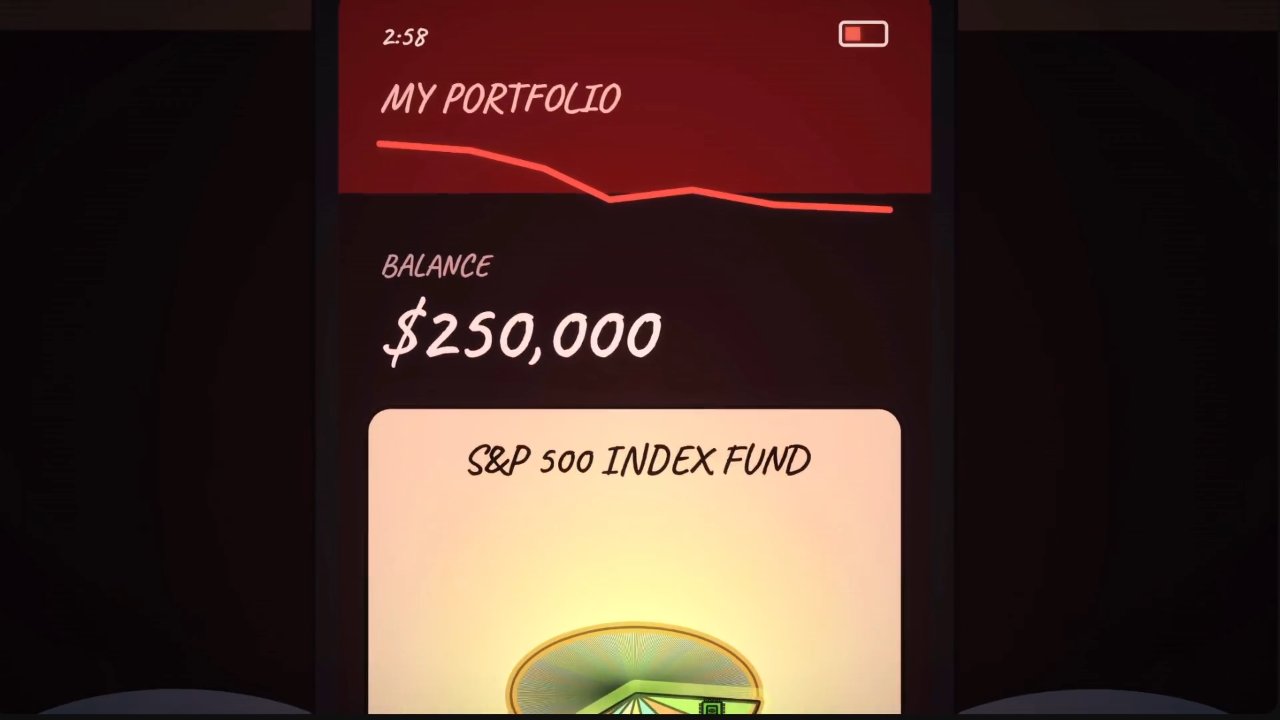 2:58
MY PORTFOLIO
BALANCE
$250,000
S&P 500 INDEX FUND